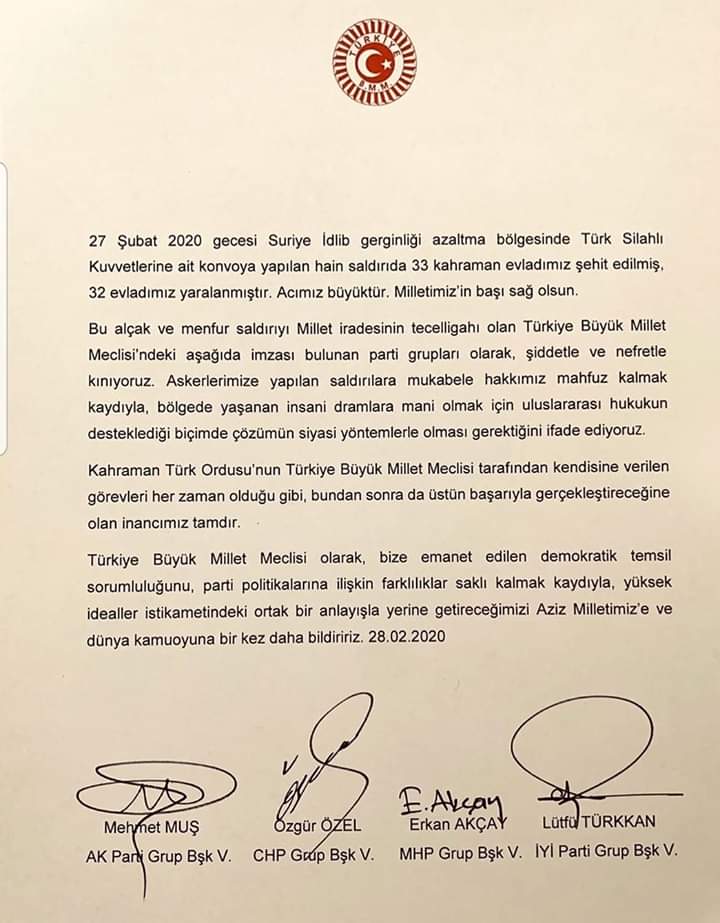 TÜRKİYE
B.M.M.
27 Şubat 2020 gecesi Suriye İdlib gerginliği azaltma bölgesinde Türk Silahlı
Kuvvetlerine ait konvoya yapılan hain saldırıda 33 kahraman evladımız şehit edilmiş,
32 evladımız yaralanmıştır. Acımız büyüktür. Milletimiz'in başı sağ olsun.
Bu alçak ve menfur saldırıyı Millet iradesinin tecelligahı olan Türkiye Büyük Millet
Meclisi'ndeki aşağıda imzası bulunan parti grupları olarak, şiddetle ve nefretle
kınıyoruz. Askerlerimize yapılan saldırılara mukabele hakkımız mahfuz kalmak
kaydıyla, bölgede yaşanan insani dramlara mani olmak için uluslararası hukukun
desteklediği biçimde çözümün siyasi yöntemlerle olması gerektiğini ifade ediyoruz.
Kahraman Türk Ordusu'nun Türkiye Büyük Millet Meclisi tarafından kendisine verilen
görevleri her zaman olduğu gibi, bundan sonra da üstün başarıyla gerçekleştireceğine
olan inancımız tamdır.
Türkiye Büyük Millet Meclisi olarak, bize emanet edilen demokratik temsil
sorumluluğunu, parti politikalarına ilişkin farklılıklar saklı kalmak kaydıyla, yüksek
idealler istikametindeki ortak bir anlayışla yerine getireceğimizi Aziz Milletimiz'e ve
dünya kamuoyuna bir kez daha bildiririz. 28.02.2020
E. Akçay
Mehmet MUŞ Özgür ÖZEL Erkan AKÇAY Lütfü TÜRKKAN
AK Parti Grup Bşk V. CHP Grup Bşk V. MHP Grup Bşk V. İYİ Parti Grup Bşk V.